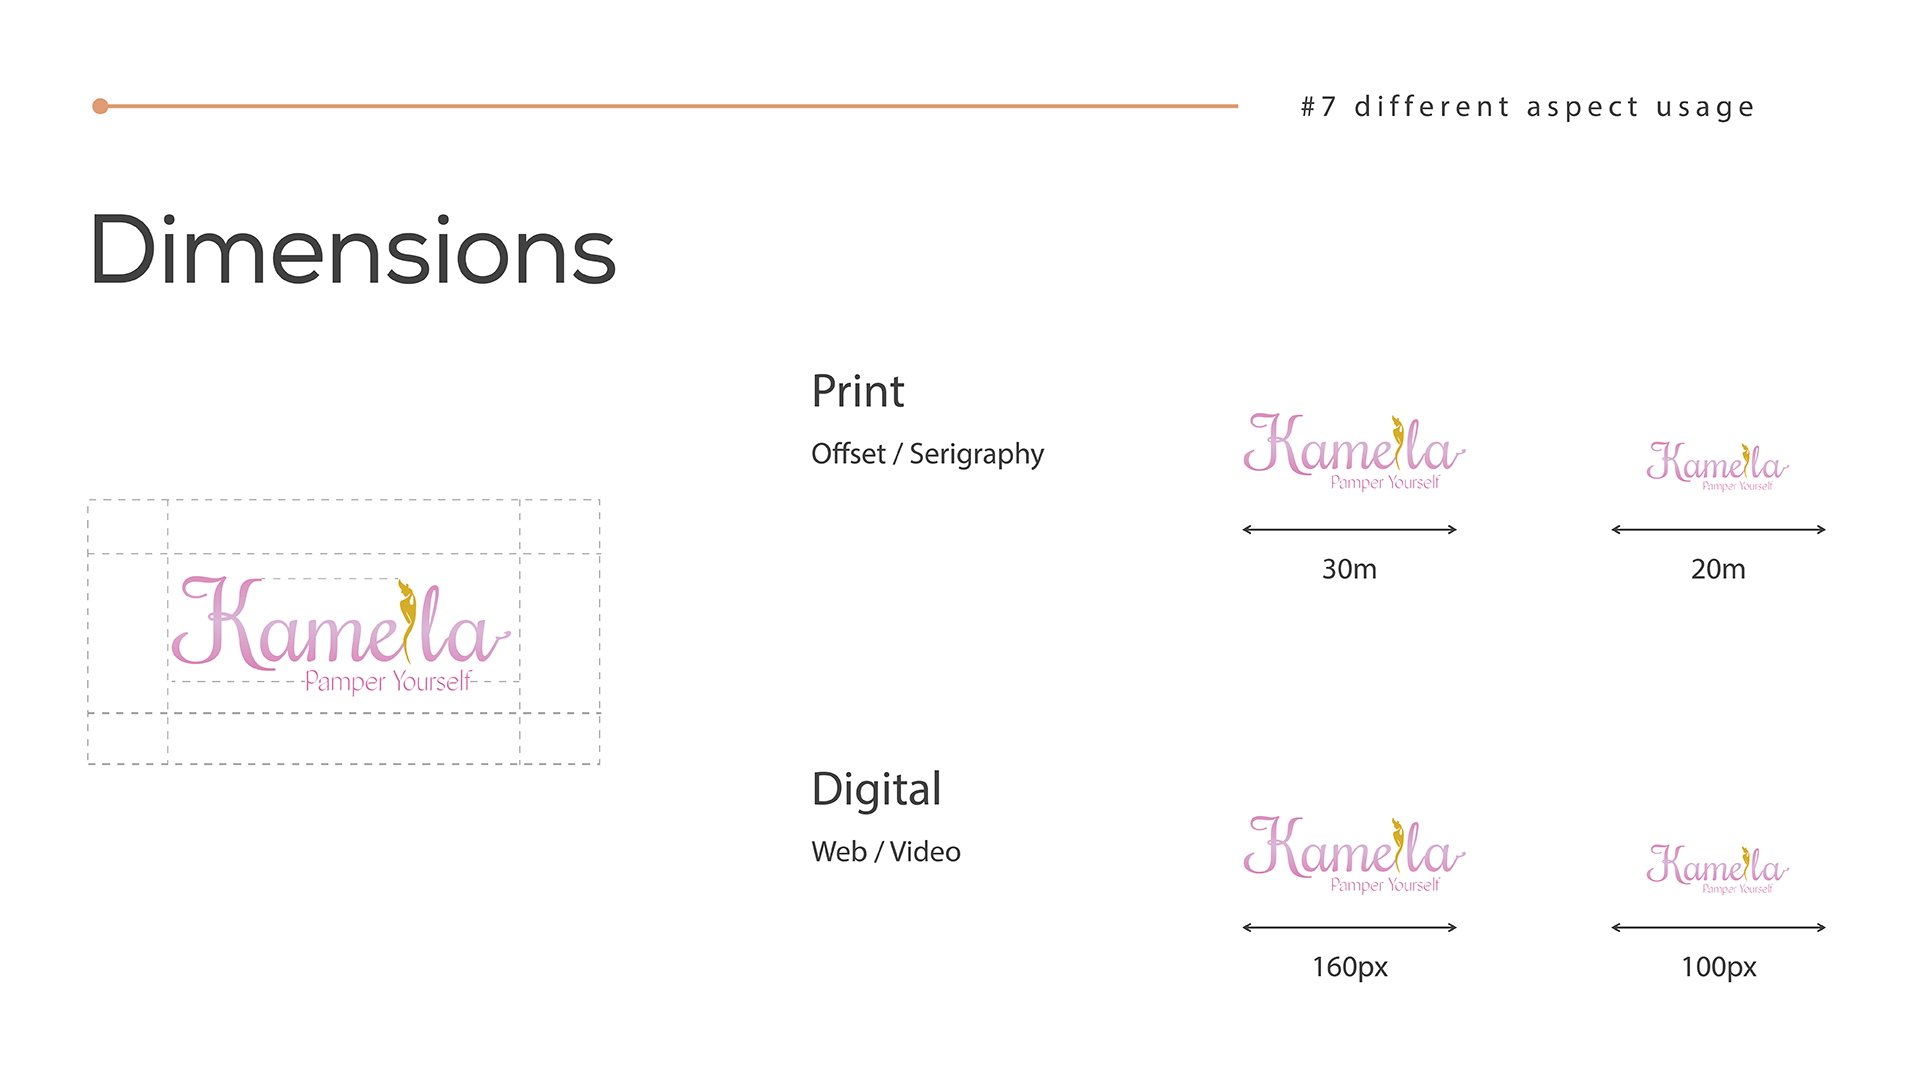 #7 different aspect usage
Dimensions
Kamella
Pamper Yourself
Print
Offset / Serigraphy
Kamella
Pamper Yourself
30m
Kamella
Pamper Yourself
20m
Digital
Web / Video
Kamella
Pamper Yourself
160px
Kamella
Pamper Yourself
100px